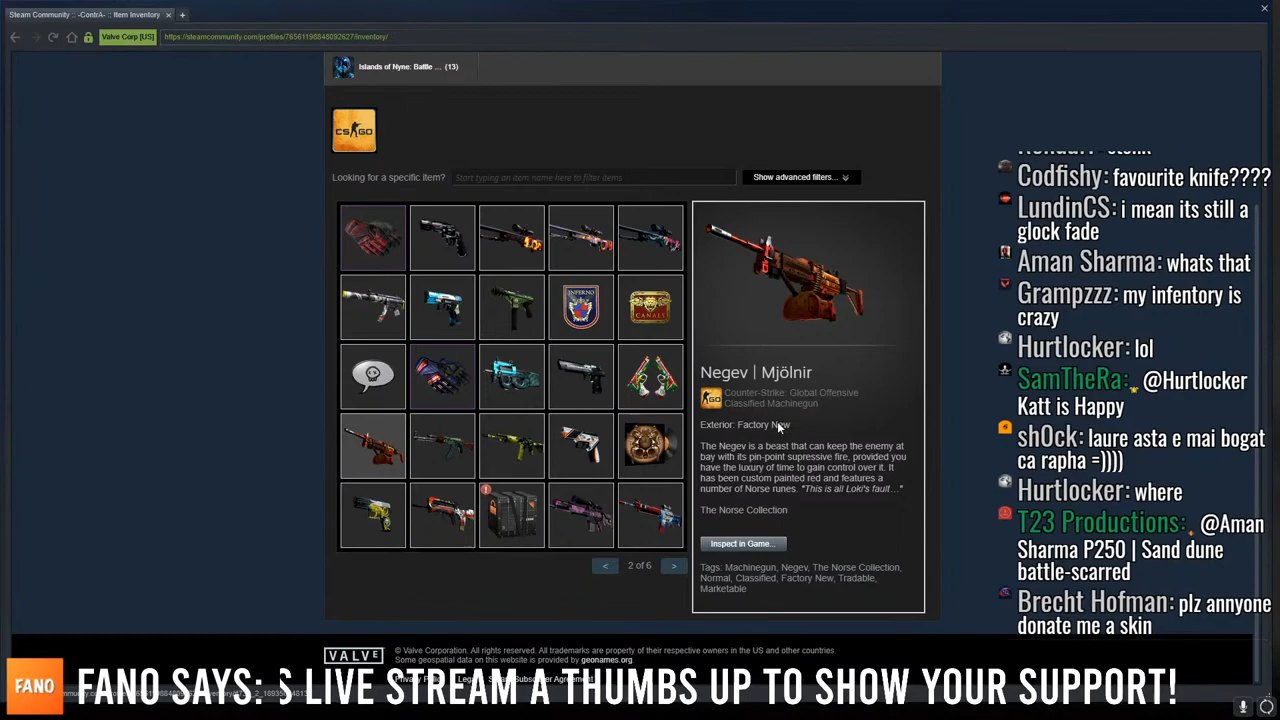 Steam Community :: -ContrA- :: Item Inventory
Valve Corp [US]
https://steamcommunity.com/profiles/76561198848092627/inventory/
Islands of Nyne: Battle ... (13)
CS GO
Looking for a specific item?
Start typing an item name here to filter items
Show advanced filters...
INFERNO
CANALS
Negev | Mjölnir
Counter-Strike: Global Offensive
Classified Machinegun
Exterior: Factory New
The Negev is a beast that can keep the enemy at
bay with its pin-point supressive fire, provided you
have the luxury of time to gain control over it. It
has been custom painted red and features a
number of Norse runes. "This is all Loki's fault..."
The Norse Collection
Inspect in Game...
Tags: Machinegun, Negev, The Norse Collection,
Normal, Classified, Factory New, Tradable,
Marketable
< 2 of 6 >
Codfishy: favourite knife????
LundinCS: i mean its still a
glock fade
Aman Sharma: whats that
Grampzzz: my infentory is
crazy
Hurtlocker: lol
SamTheRa: @Hurtlocker
Katt is Happy
sh0ck: laure asta e mai bogat
ca rapha =))))
Hurtlocker: where
T23 Productions: @Aman
Sharma P250 | Sand dune
battle-scarred
Brecht Hofman: plz annyone
donate me a skin
VALVE
© Valve Corporation. All rights reserved. All trademarks are property of their respective owners in the US and other countries.
Some geospatial data on this website is provided by geonames.org.
FANO
FANO SAYS: S LIVE STREAM A THUMBS UP TO SHOW YOUR SUPPORT!